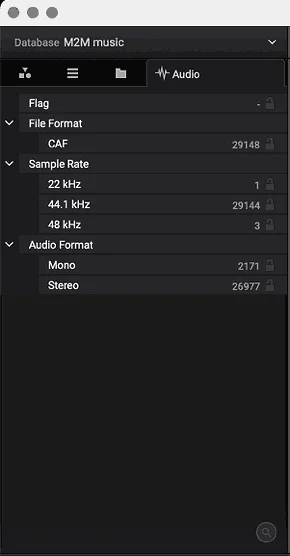 Database M2M music
Audio
Flag -
File Format
CAF 29148
Sample Rate
22 kHz 1
44.1 kHz 29144
48 kHz 3
Audio Format
Mono 2171
Stereo 26977